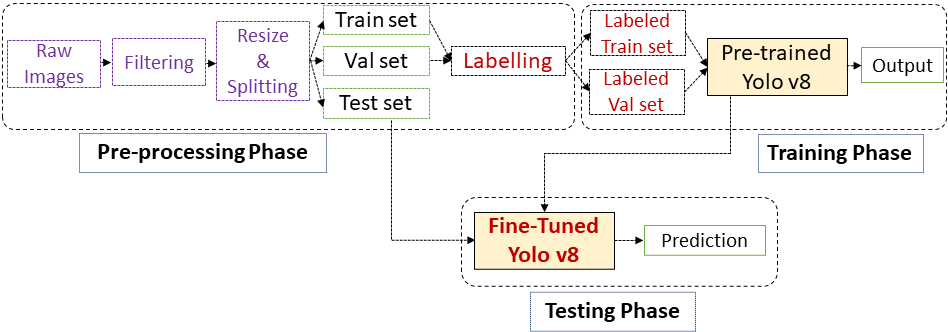 Raw
Images
Filtering
Resize
&
Splitting
Train set
Val set
Test set
Labelling
Labeled
Train set
Labeled
Val set
Pre-trained
Yolo v8
Output
Pre-processing Phase
Training Phase
Fine-Tuned
Yolo v8
Prediction
Testing Phase